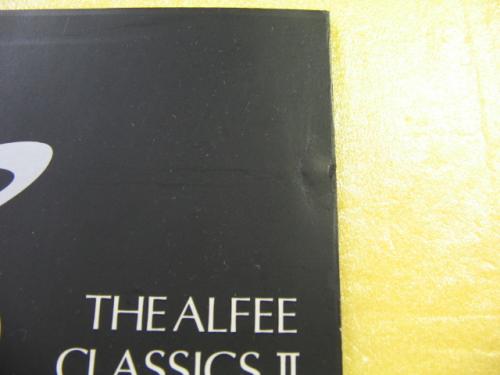 THE ALFEE
CLASSICS II